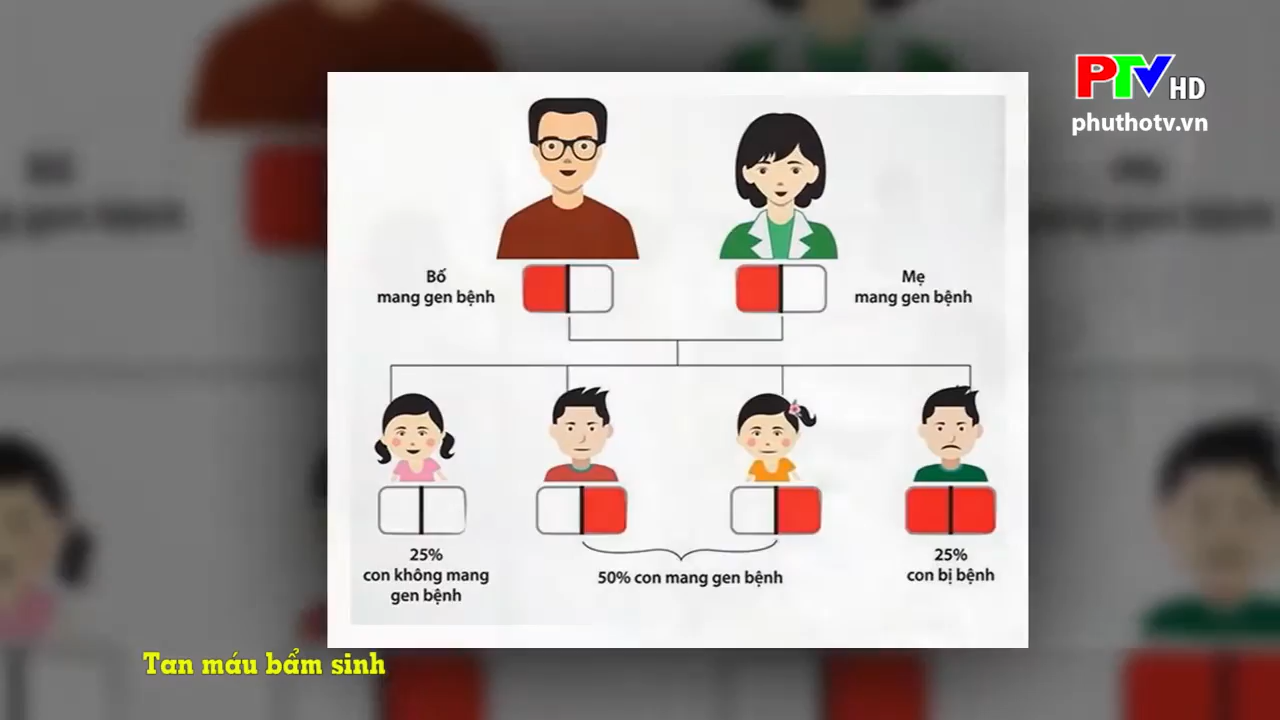 PTV HD
phuthotv.vn
Bố
mang gen bệnh
Mẹ
mang gen bệnh
25%
con không mang
gen bệnh
50% con mang gen bệnh
25%
con bị bệnh
Tan máu bẩm sinh